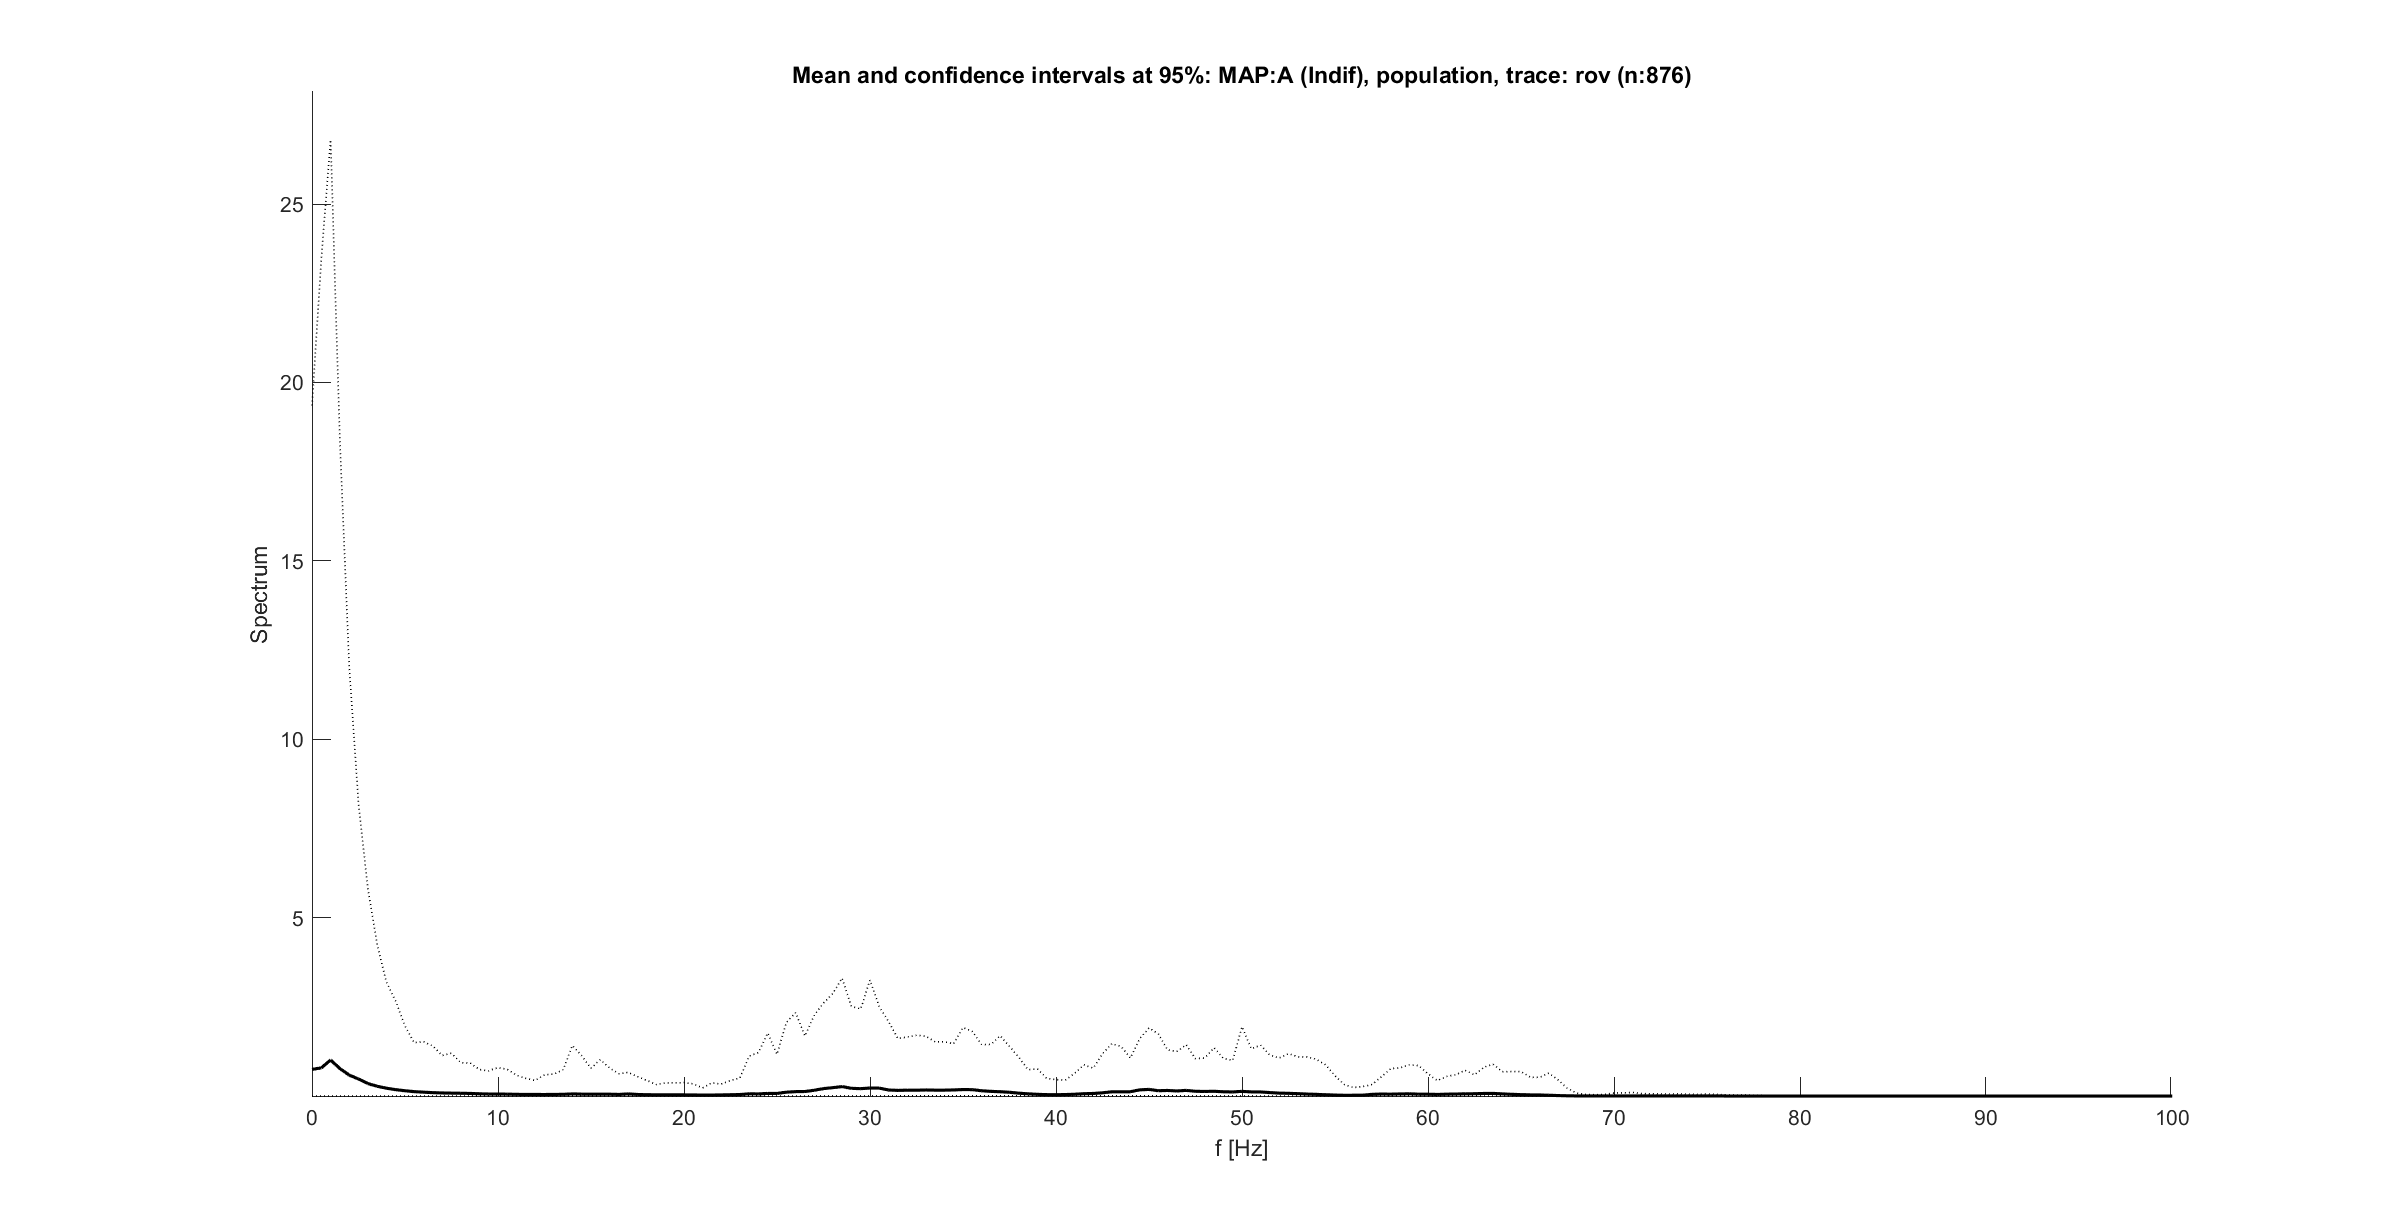 Mean and confidence intervals at 95%: MAP:A (Indif), population, trace: rov (n:876)
25
20
15
10
5
Spectrum
0 10 20 30 40 50 60 70 80 90 100
f [Hz]